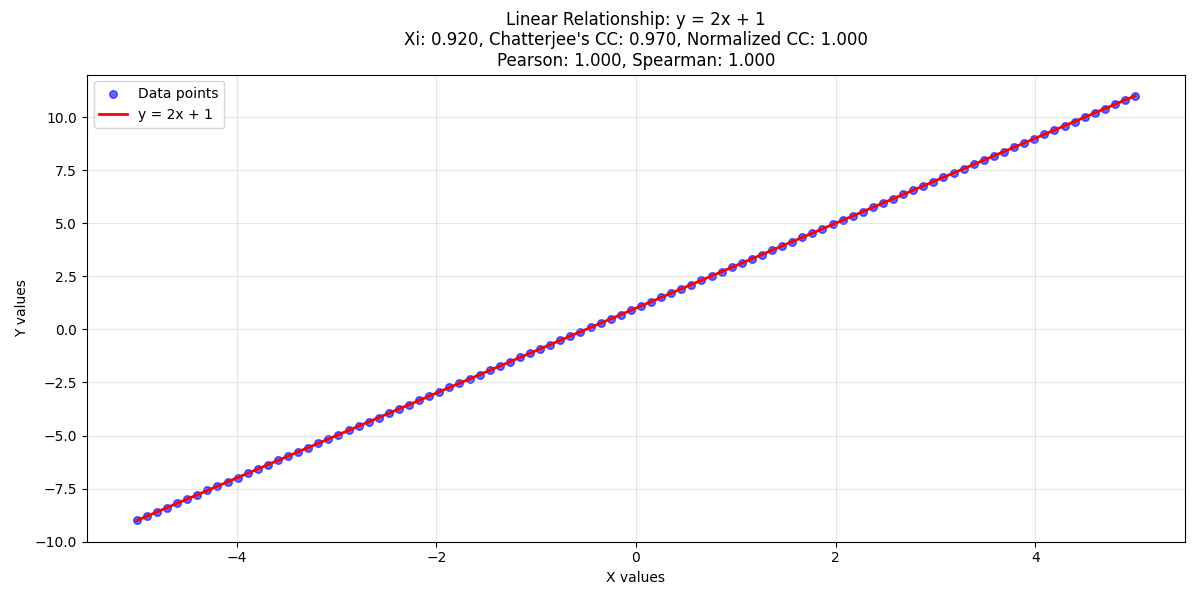 Linear Relationship: y = 2x + 1
Xi: 0.920, Chatterjee's CC: 0.970, Normalized CC: 1.000
Pearson: 1.000, Spearman: 1.000
Data points
y = 2x + 1
10.0
7.5
5.0
2.5
0.0
−2.5
−5.0
−7.5
−10.0
Y values
−4
−2
0
2
4
X values